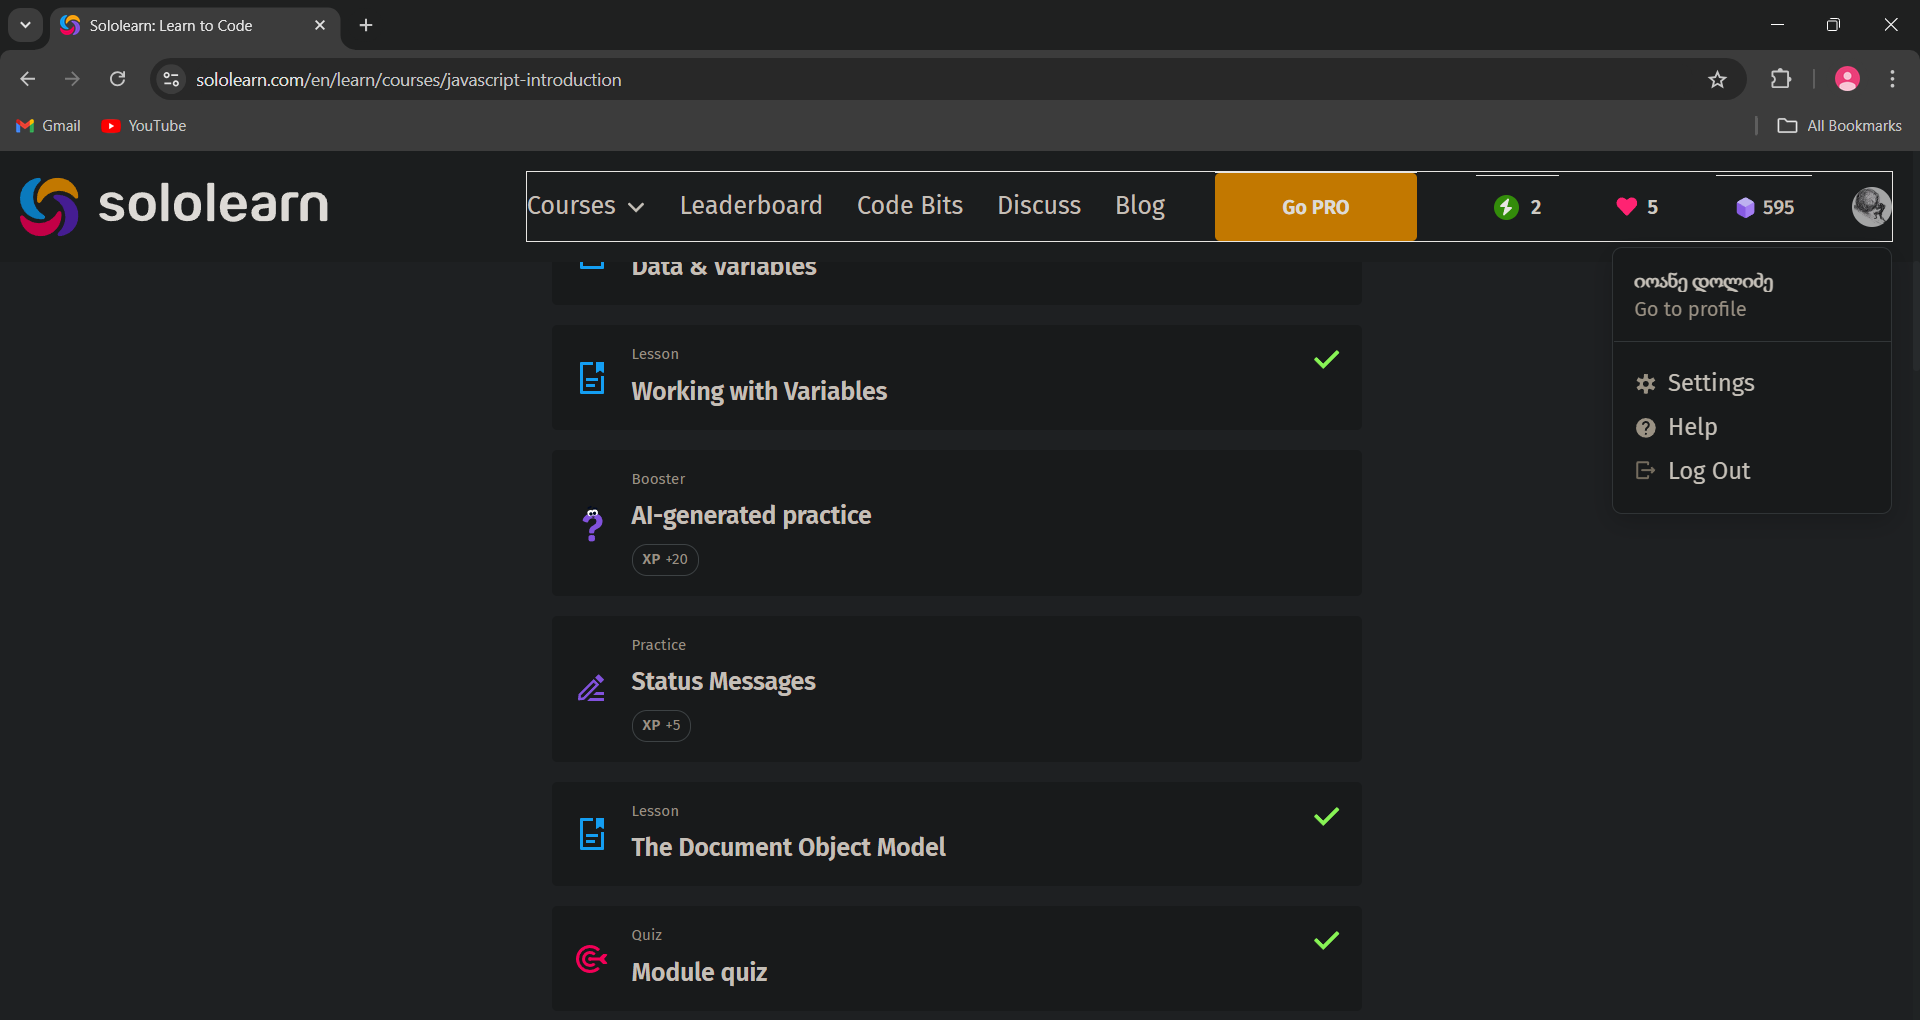 Sololearn: Learn to Code
sololearn.com/en/learn/courses/javascript-introduction
Gmail
YouTube
All Bookmarks
sololearn
Courses
Leaderboard
Code Bits
Discuss
Blog
Go PRO
2
5
595
იოანე დოლიძე
Go to profile
Settings
Help
Log Out
Data & Variables
Lesson
Working with Variables
Booster
AI-generated practice
XP +20
Practice
Status Messages
XP +5
Lesson
The Document Object Model
Quiz
Module quiz